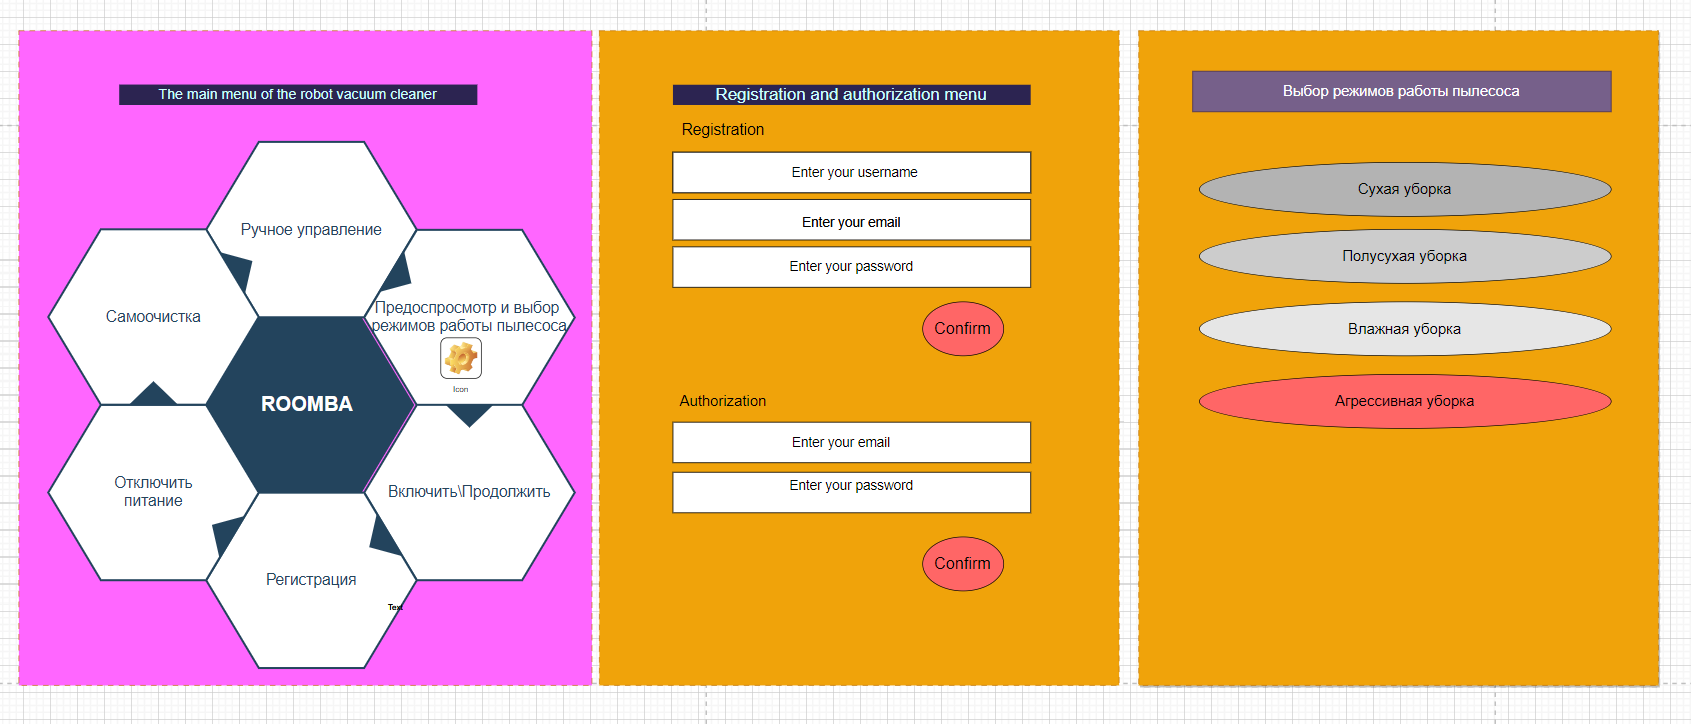 The main menu of the robot vacuum cleaner
Ручное управление
Самоочистка
Предоспросмотр и выбор
режимов работы пылесоса
Icon
ROOMBA
Отключить
питание
Включить\Продолжить
Регистрация
Text
Registration and authorization menu
Registration
Enter your username
Enter your email
Enter your password
Confirm
Authorization
Enter your email
Enter your password
Confirm
Выбор режимов работы пылесоса
Сухая уборка
Полусухая уборка
Влажная уборка
Агрессивная уборка